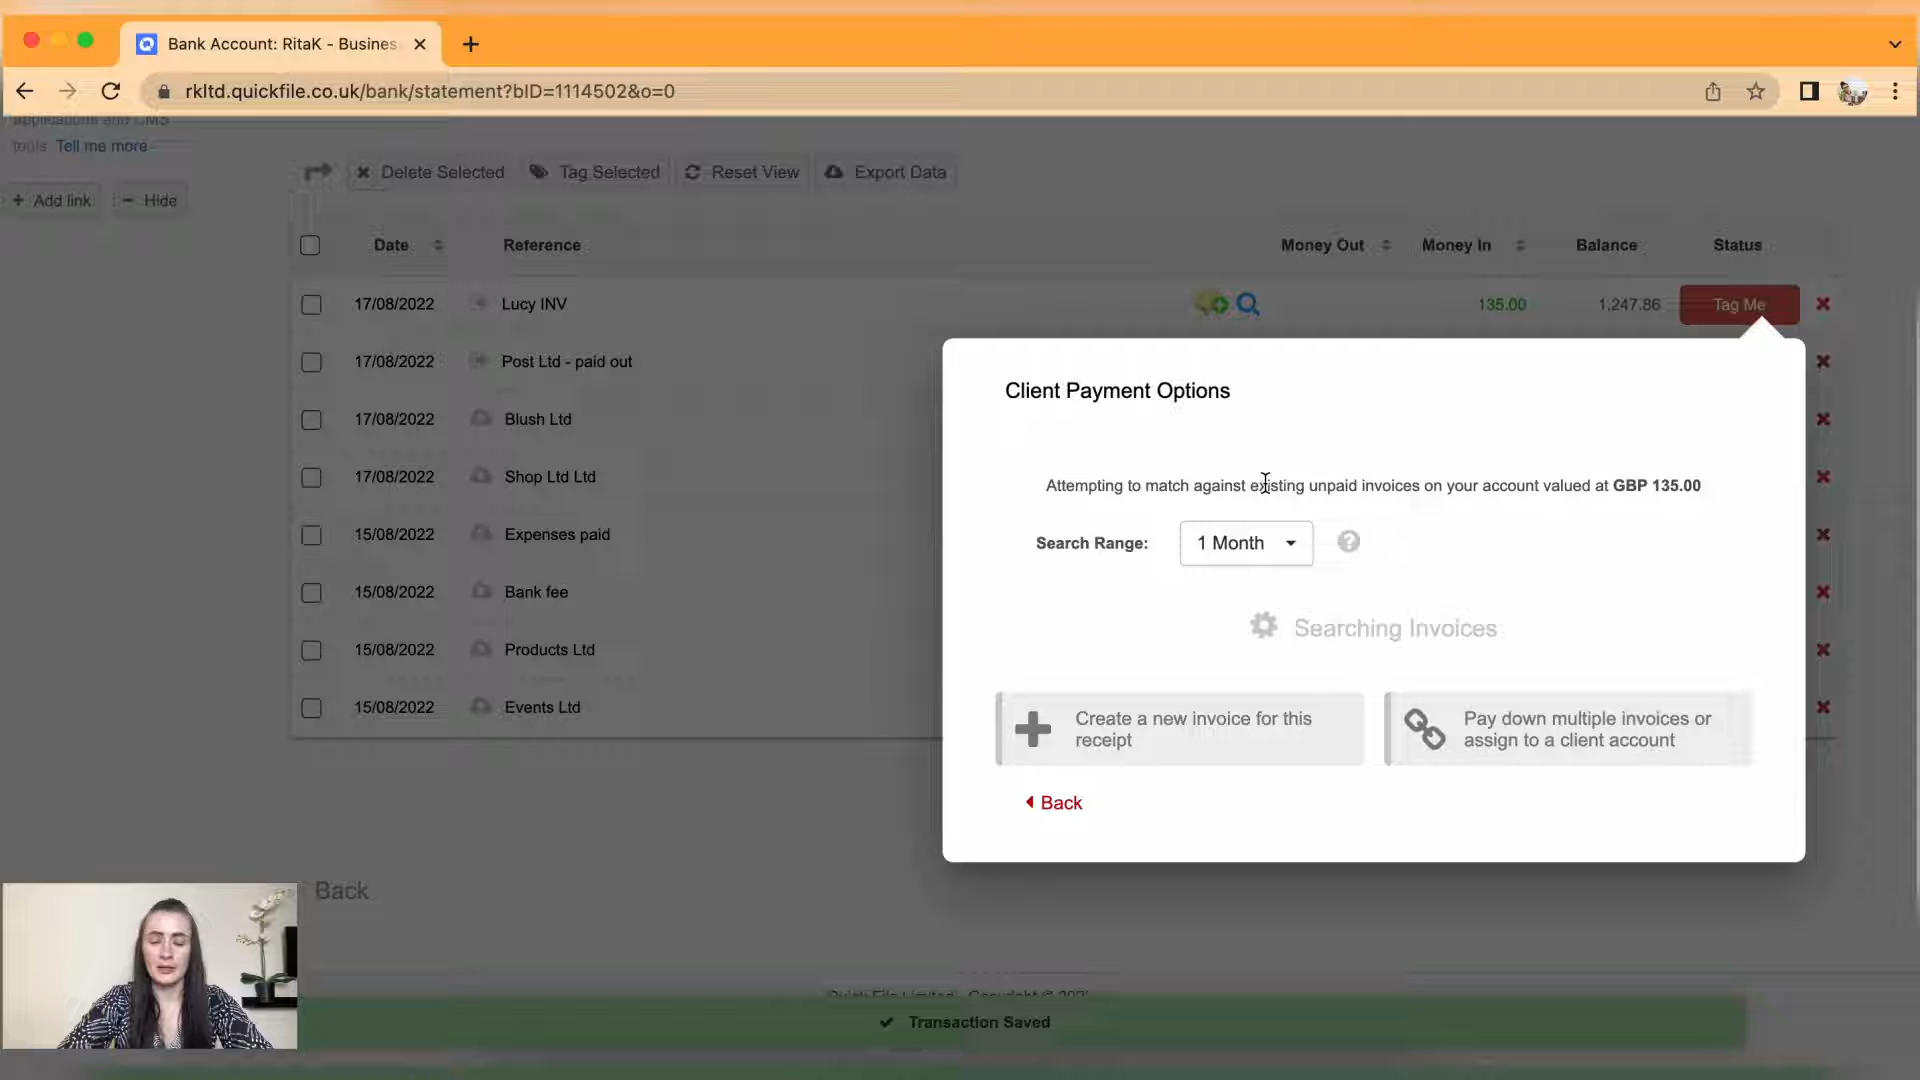 Bank Account: RitaK - Busines
rkltd.quickfile.co.uk/bank/statement?bID=1114502&o=0
applications and CMS
tools Tell me more
+ Add link
− Hide
Delete Selected
Tag Selected
Reset View
Export Data
Date
Reference
Money Out
Money In
Balance
Status
17/08/2022 Lucy INV 135.00 1,247.86 Tag Me
17/08/2022 Post Ltd - paid out
17/08/2022 Blush Ltd
17/08/2022 Shop Ltd Ltd
15/08/2022 Expenses paid
15/08/2022 Bank fee
15/08/2022 Products Ltd
15/08/2022 Events Ltd
Client Payment Options
Attempting to match against existing unpaid invoices on your account valued at GBP 135.00
Search Range: 1 Month
Searching Invoices
Create a new invoice for this
receipt
Pay down multiple invoices or
assign to a client account
Back
Back
Transaction Saved